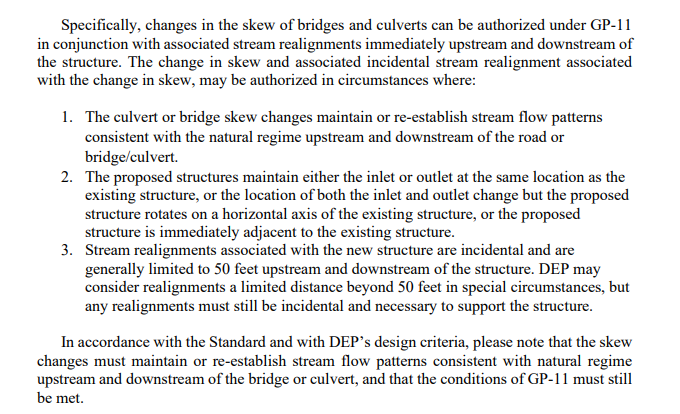 Specifically, changes in the skew of bridges and culverts can be authorized under GP-11
in conjunction with associated stream realignments immediately upstream and downstream of
the structure. The change in skew and associated incidental stream realignment associated
with the change in skew, may be authorized in circumstances where:
1. The culvert or bridge skew changes maintain or re-establish stream flow patterns
consistent with the natural regime upstream and downstream of the road or
bridge/culvert.
2. The proposed structures maintain either the inlet or outlet at the same location as the
existing structure, or the location of both the inlet and outlet change but the proposed
structure rotates on a horizontal axis of the existing structure, or the proposed
structure is immediately adjacent to the existing structure.
3. Stream realignments associated with the new structure are incidental and are
generally limited to 50 feet upstream and downstream of the structure. DEP may
consider realignments a limited distance beyond 50 feet in special circumstances, but
any realignments must still be incidental and necessary to support the structure.
In accordance with the Standard and with DEP’s design criteria, please note that the skew
changes must maintain or re-establish stream flow patterns consistent with natural regime
upstream and downstream of the bridge or culvert, and that the conditions of GP-11 must still
be met.